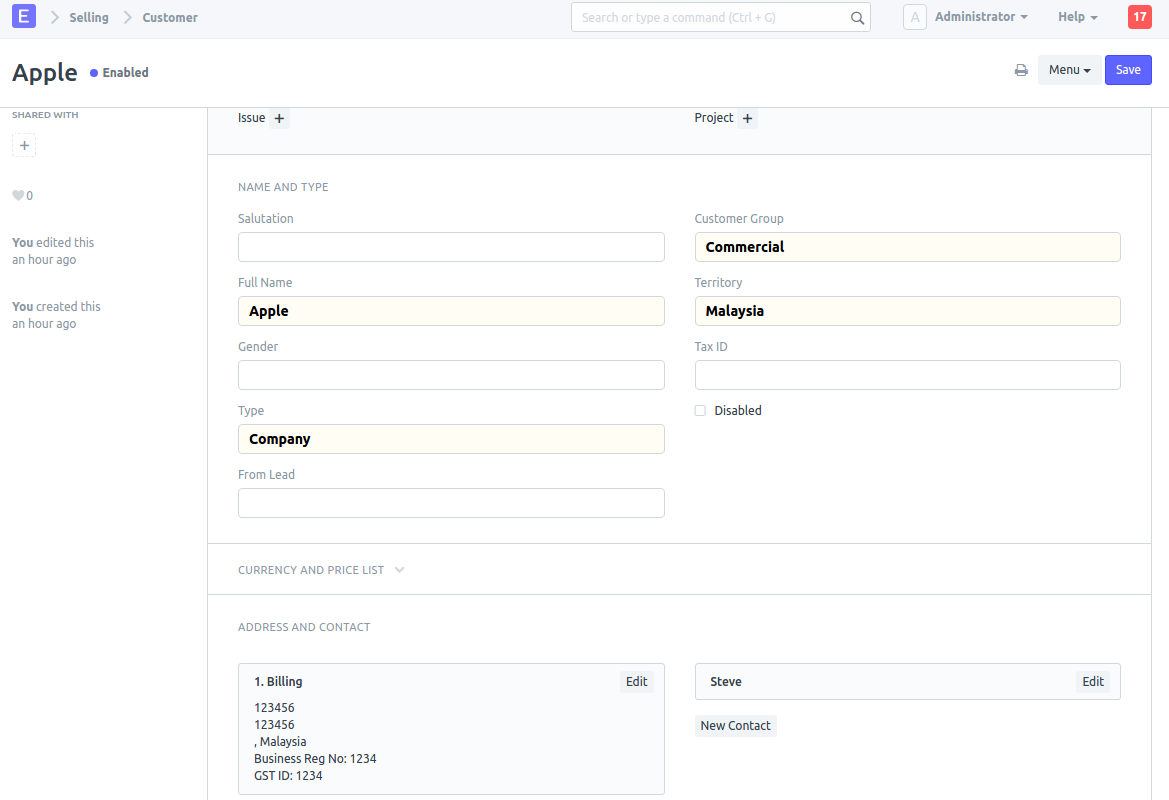 E Selling Customer Search or type a command (Ctrl + G) A Administrator Help 17
Apple Enabled Menu Save
SHARED WITH
+
0
You edited this
an hour ago
You created this
an hour ago
Issue + Project +
NAME AND TYPE
Salutation
Customer Group
Commercial
Full Name
Apple
Territory
Malaysia
Gender
Tax ID
Type
Company
Disabled
From Lead
CURRENCY AND PRICE LIST
ADDRESS AND CONTACT
1. Billing Edit
123456
123456
, Malaysia
Business Reg No: 1234
GST ID: 1234
Steve Edit
New Contact